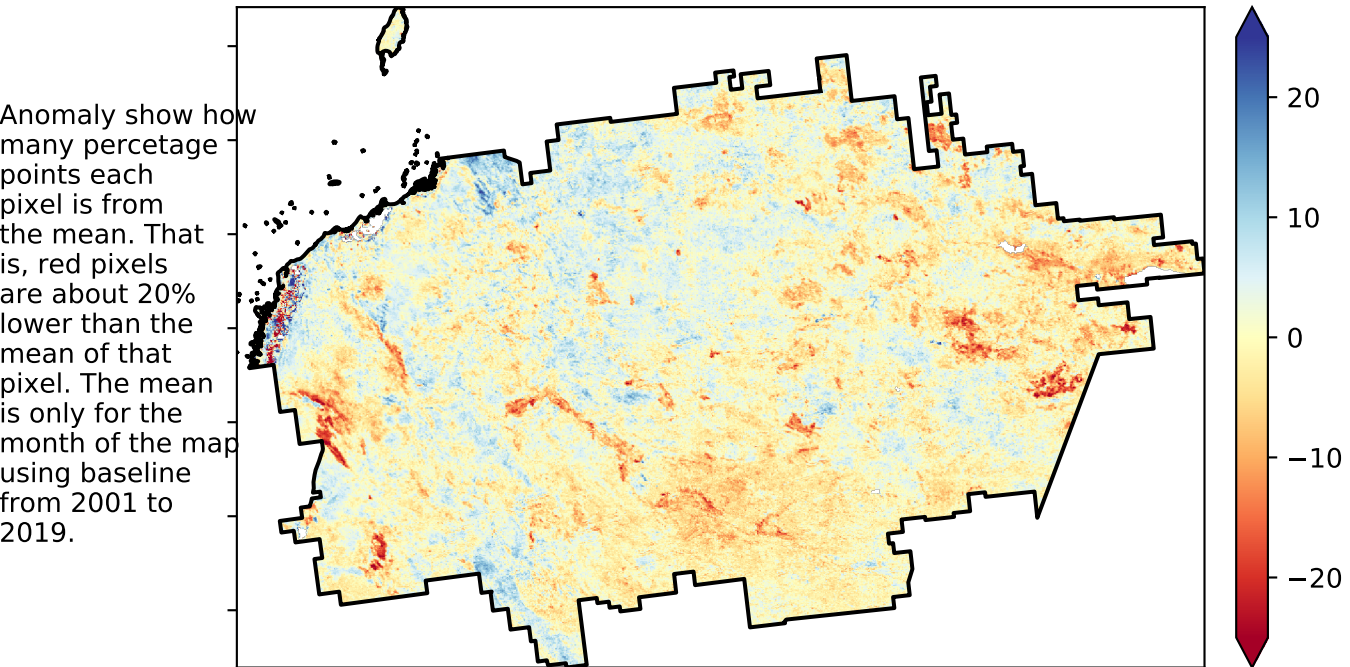 Anomaly show how
many percetage
points each
pixel is from
the mean. That
is, red pixels
are about 20%
lower than the
mean of that
pixel. The mean
is only for the
month of the map
using baseline
from 2001 to
2019.
20
10
0
−10
−20